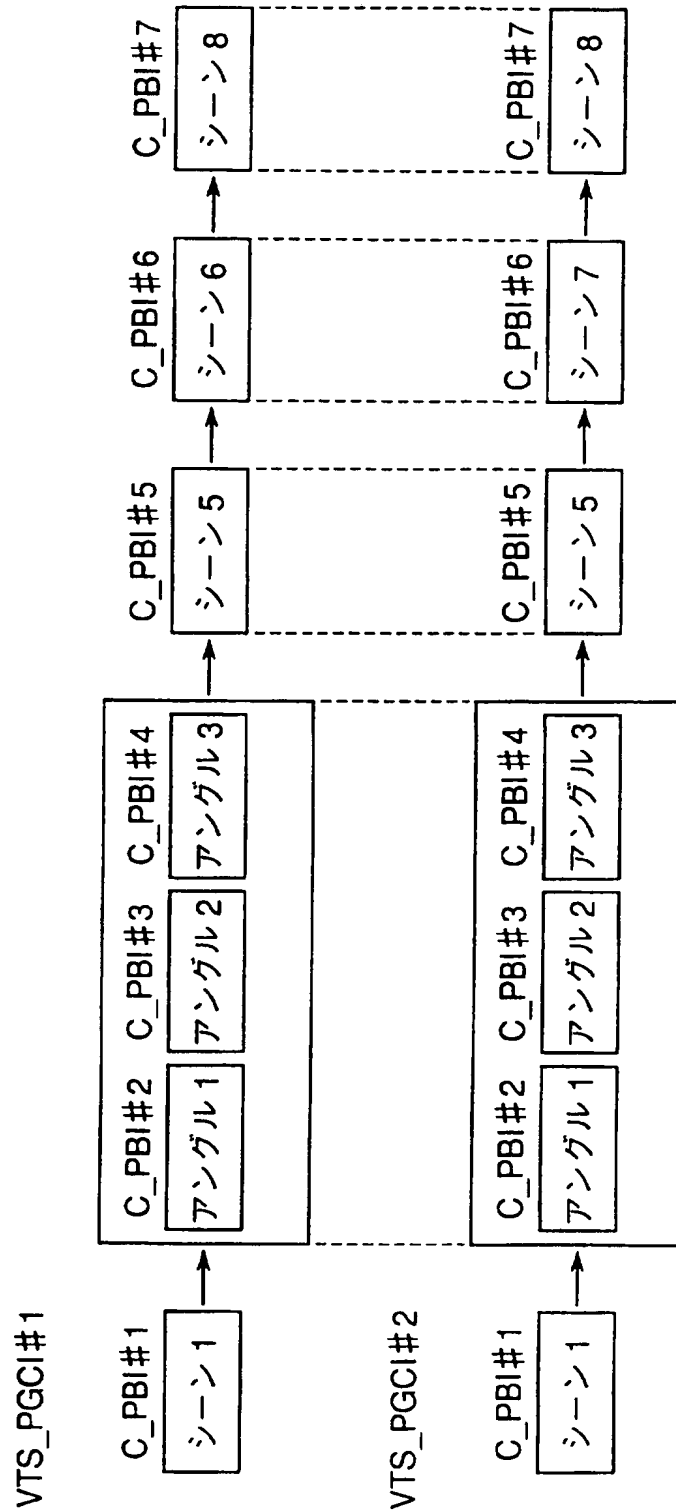 VTS_PGCI#1
C_PBI#1
シーン1
C_PBI#2
アングル1
C_PBI#3
アングル2
C_PBI#4
アングル3
C_PBI#5
シーン5
C_PBI#6
シーン6
C_PBI#7
シーン8
VTS_PGCI#2
C_PBI#1
シーン1
C_PBI#2
アングル1
C_PBI#3
アングル2
C_PBI#4
アングル3
C_PBI#5
シーン5
C_PBI#6
シーン7
C_PBI#7
シーン8